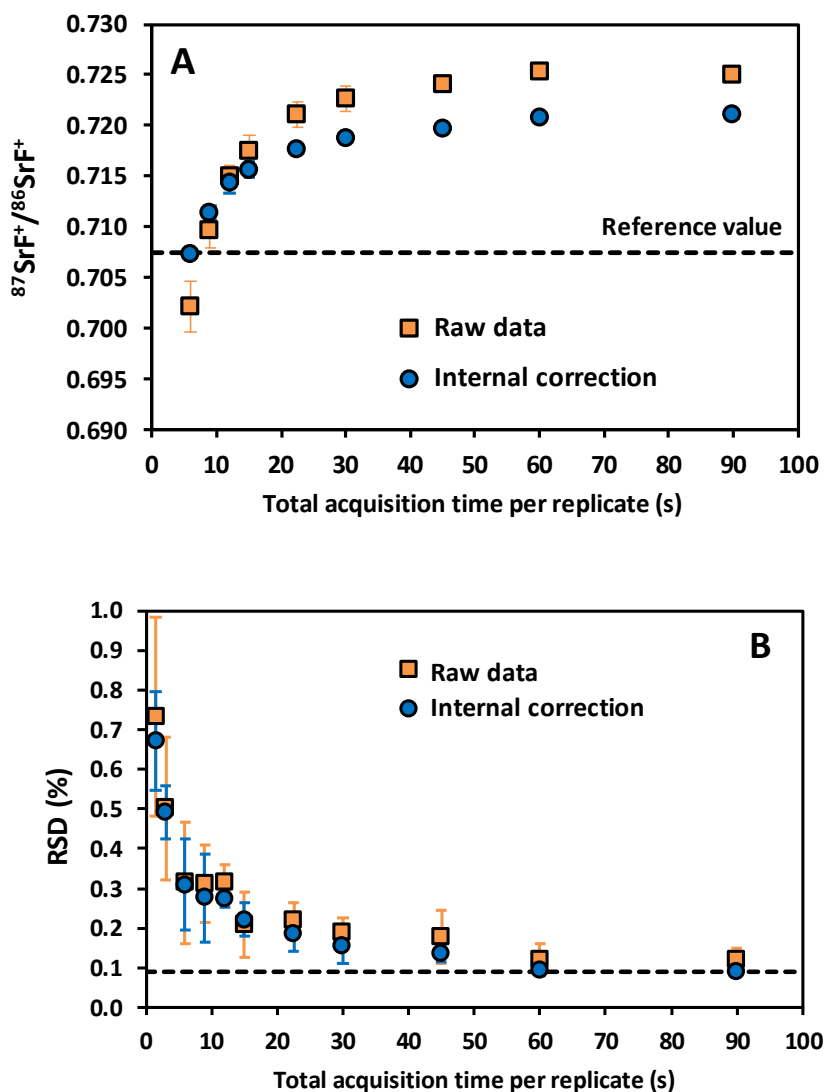 A
0.730
0.725
0.720
0.715
0.710
0.705
0.700
0.695
0.690
⁸⁷SrF⁺/⁸⁶SrF⁺
Reference value
Raw data
Internal correction
0 10 20 30 40 50 60 70 80 90 100
Total acquisition time per replicate (s)
B
1.0
0.9
0.8
0.7
0.6
0.5
0.4
0.3
0.2
0.1
0.0
RSD (%)
Raw data
Internal correction
0 10 20 30 40 50 60 70 80 90 100
Total acquisition time per replicate (s)